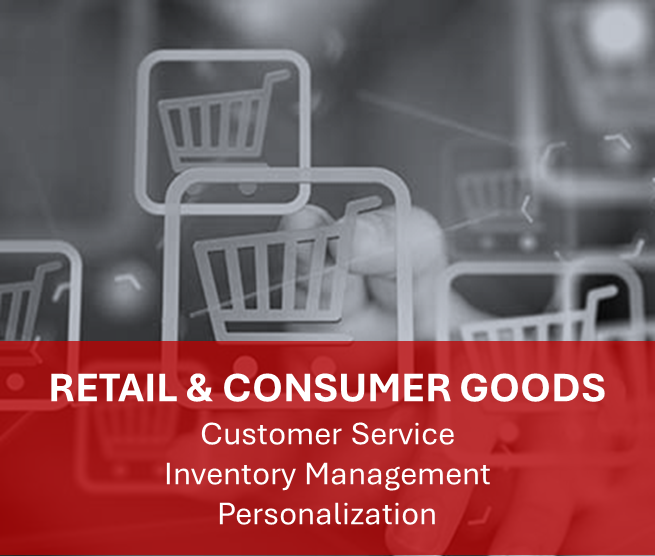 RETAIL & CONSUMER GOODS
Customer Service
Inventory Management
Personalization